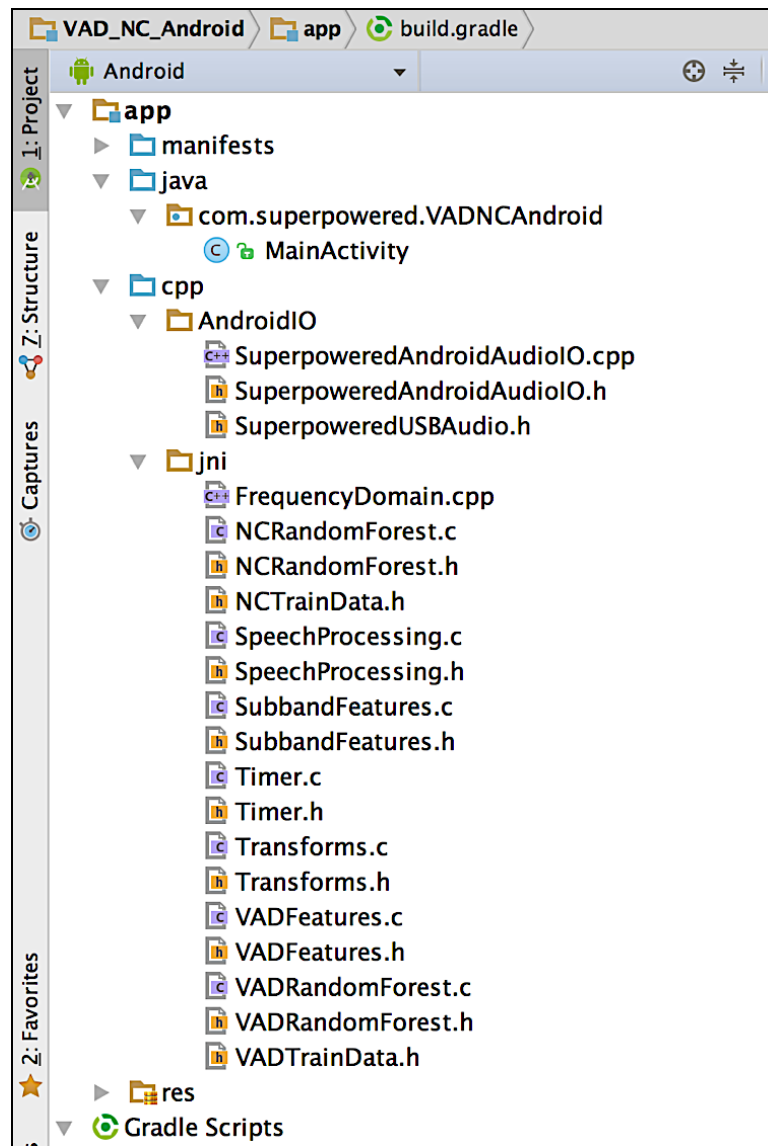 VAD_NC_Android app build.gradle
Android
1: Project
7: Structure
Captures
2: Favorites
app
manifests
java
com.superpowered.VADNCAndroid
C MainActivity
cpp
AndroidIO
C++ SuperpoweredAndroidAudioIO.cpp
h SuperpoweredAndroidAudioIO.h
h SuperpoweredUSBAudio.h
jni
C++ FrequencyDomain.cpp
c NCRandomForest.c
h NCRandomForest.h
h NCTrainData.h
c SpeechProcessing.c
h SpeechProcessing.h
c SubbandFeatures.c
h SubbandFeatures.h
c Timer.c
h Timer.h
c Transforms.c
h Transforms.h
c VADFeatures.c
h VADFeatures.h
c VADRandomForest.c
h VADRandomForest.h
h VADTrainData.h
res
Gradle Scripts